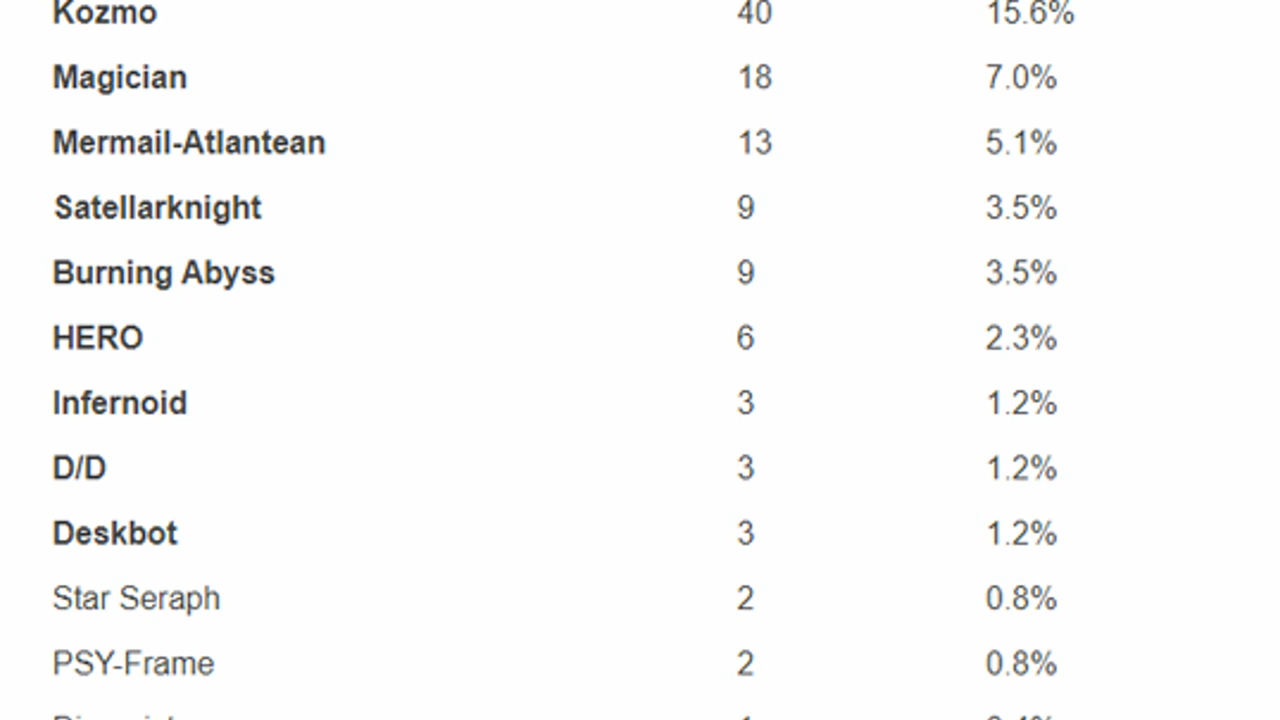 Kozmo 40 15.6%
Magician 18 7.0%
Mermail-Atlantean 13 5.1%
Satellarknight 9 3.5%
Burning Abyss 9 3.5%
HERO 6 2.3%
Infernoid 3 1.2%
D/D 3 1.2%
Deskbot 3 1.2%
Star Seraph 2 0.8%
PSY-Frame 2 0.8%